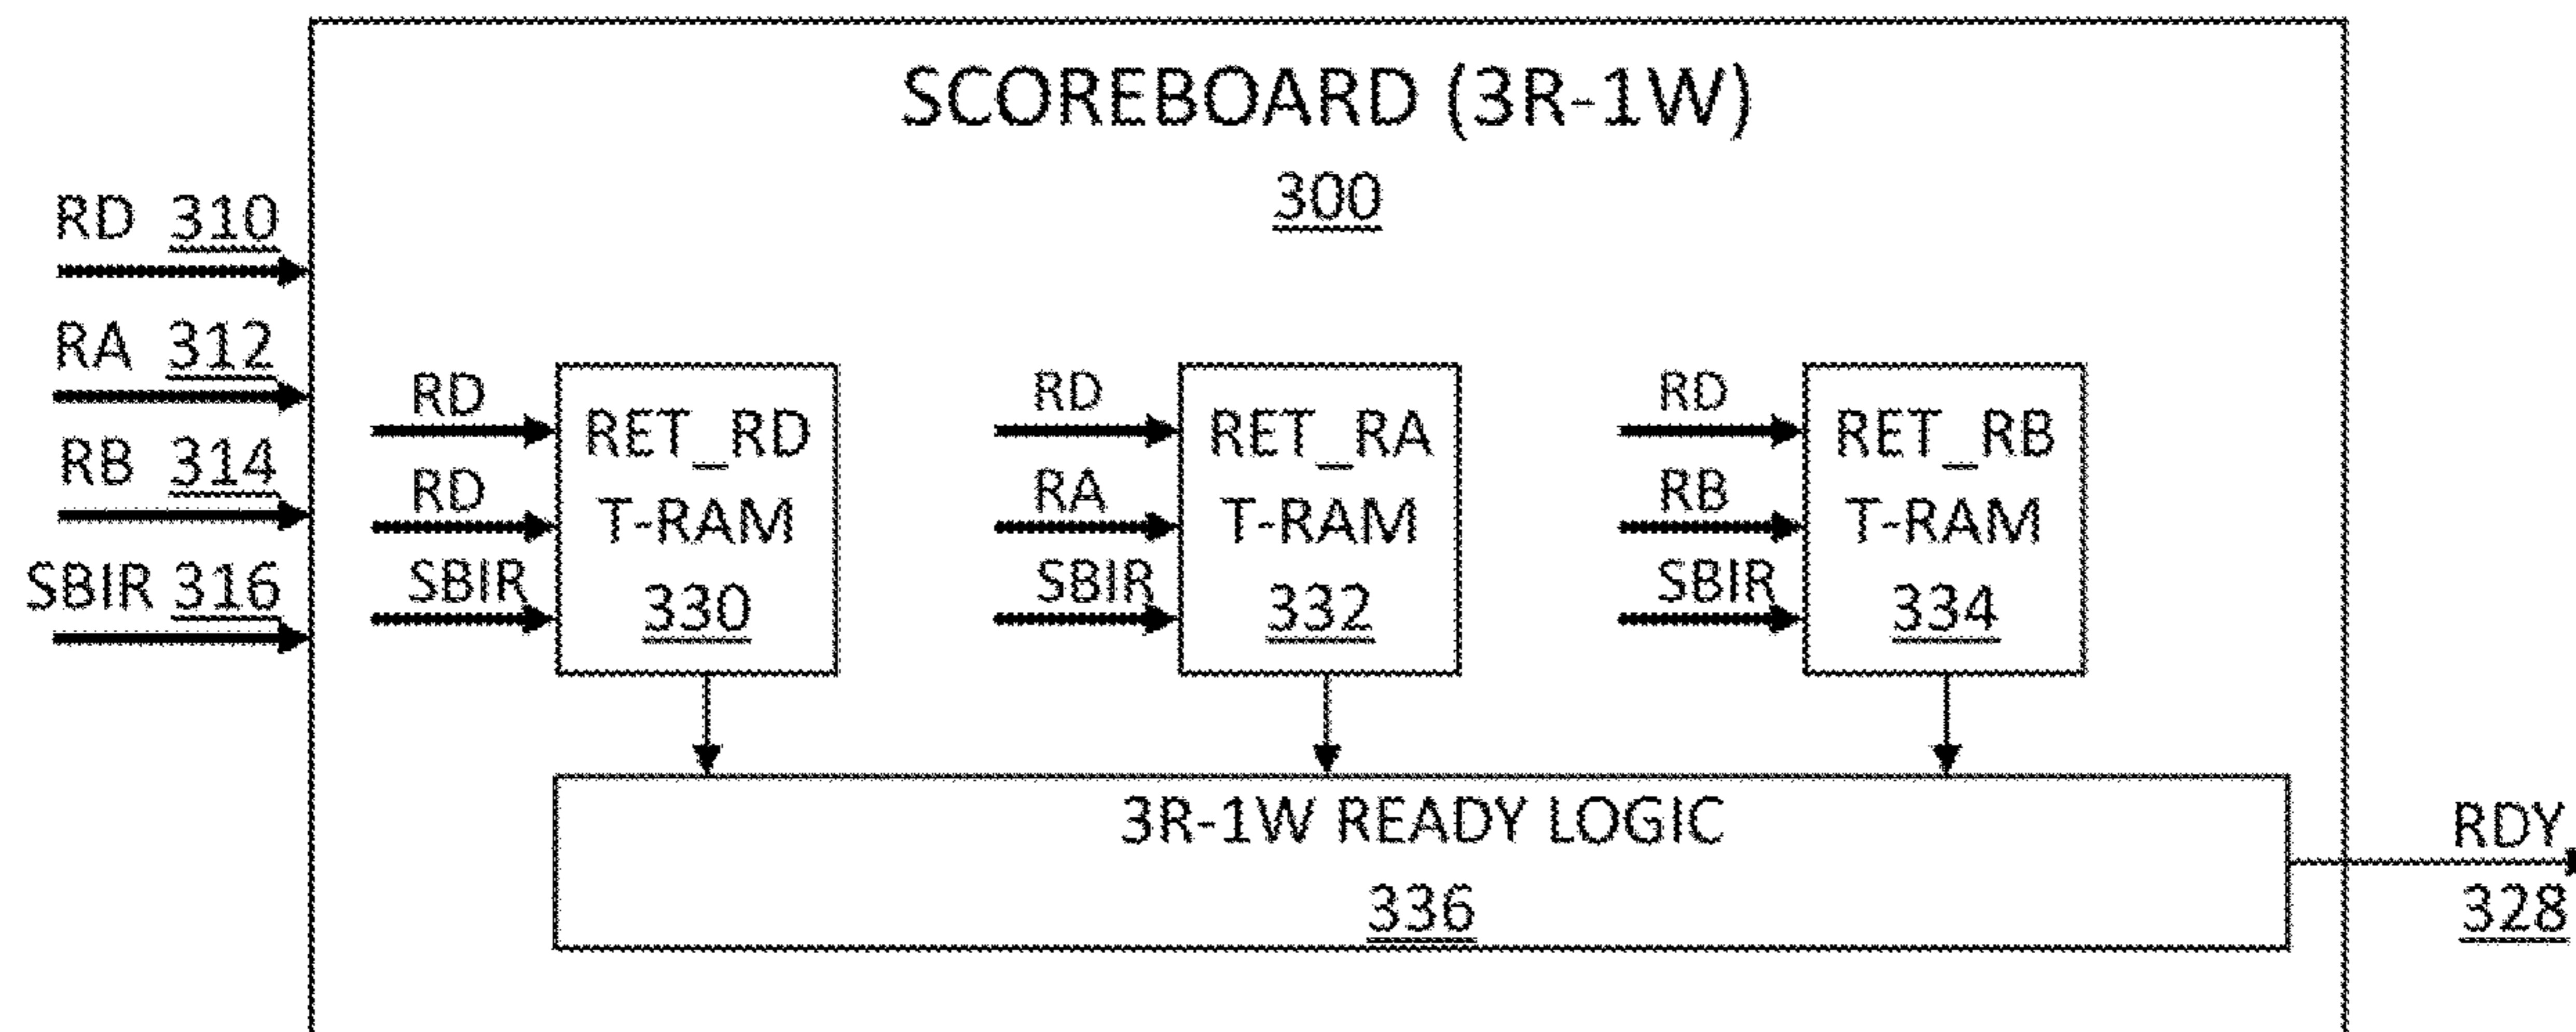 SCOREBOARD (3R-1W)
300
RD 310
RA 312
RB 314
SBIR 316
RD
RD
SBIR
RET_RD
T-RAM
330
RD
RA
SBIR
RET_RA
T-RAM
332
RD
RB
SBIR
RET_RB
T-RAM
334
3R-1W READY LOGIC
336
RDY
328